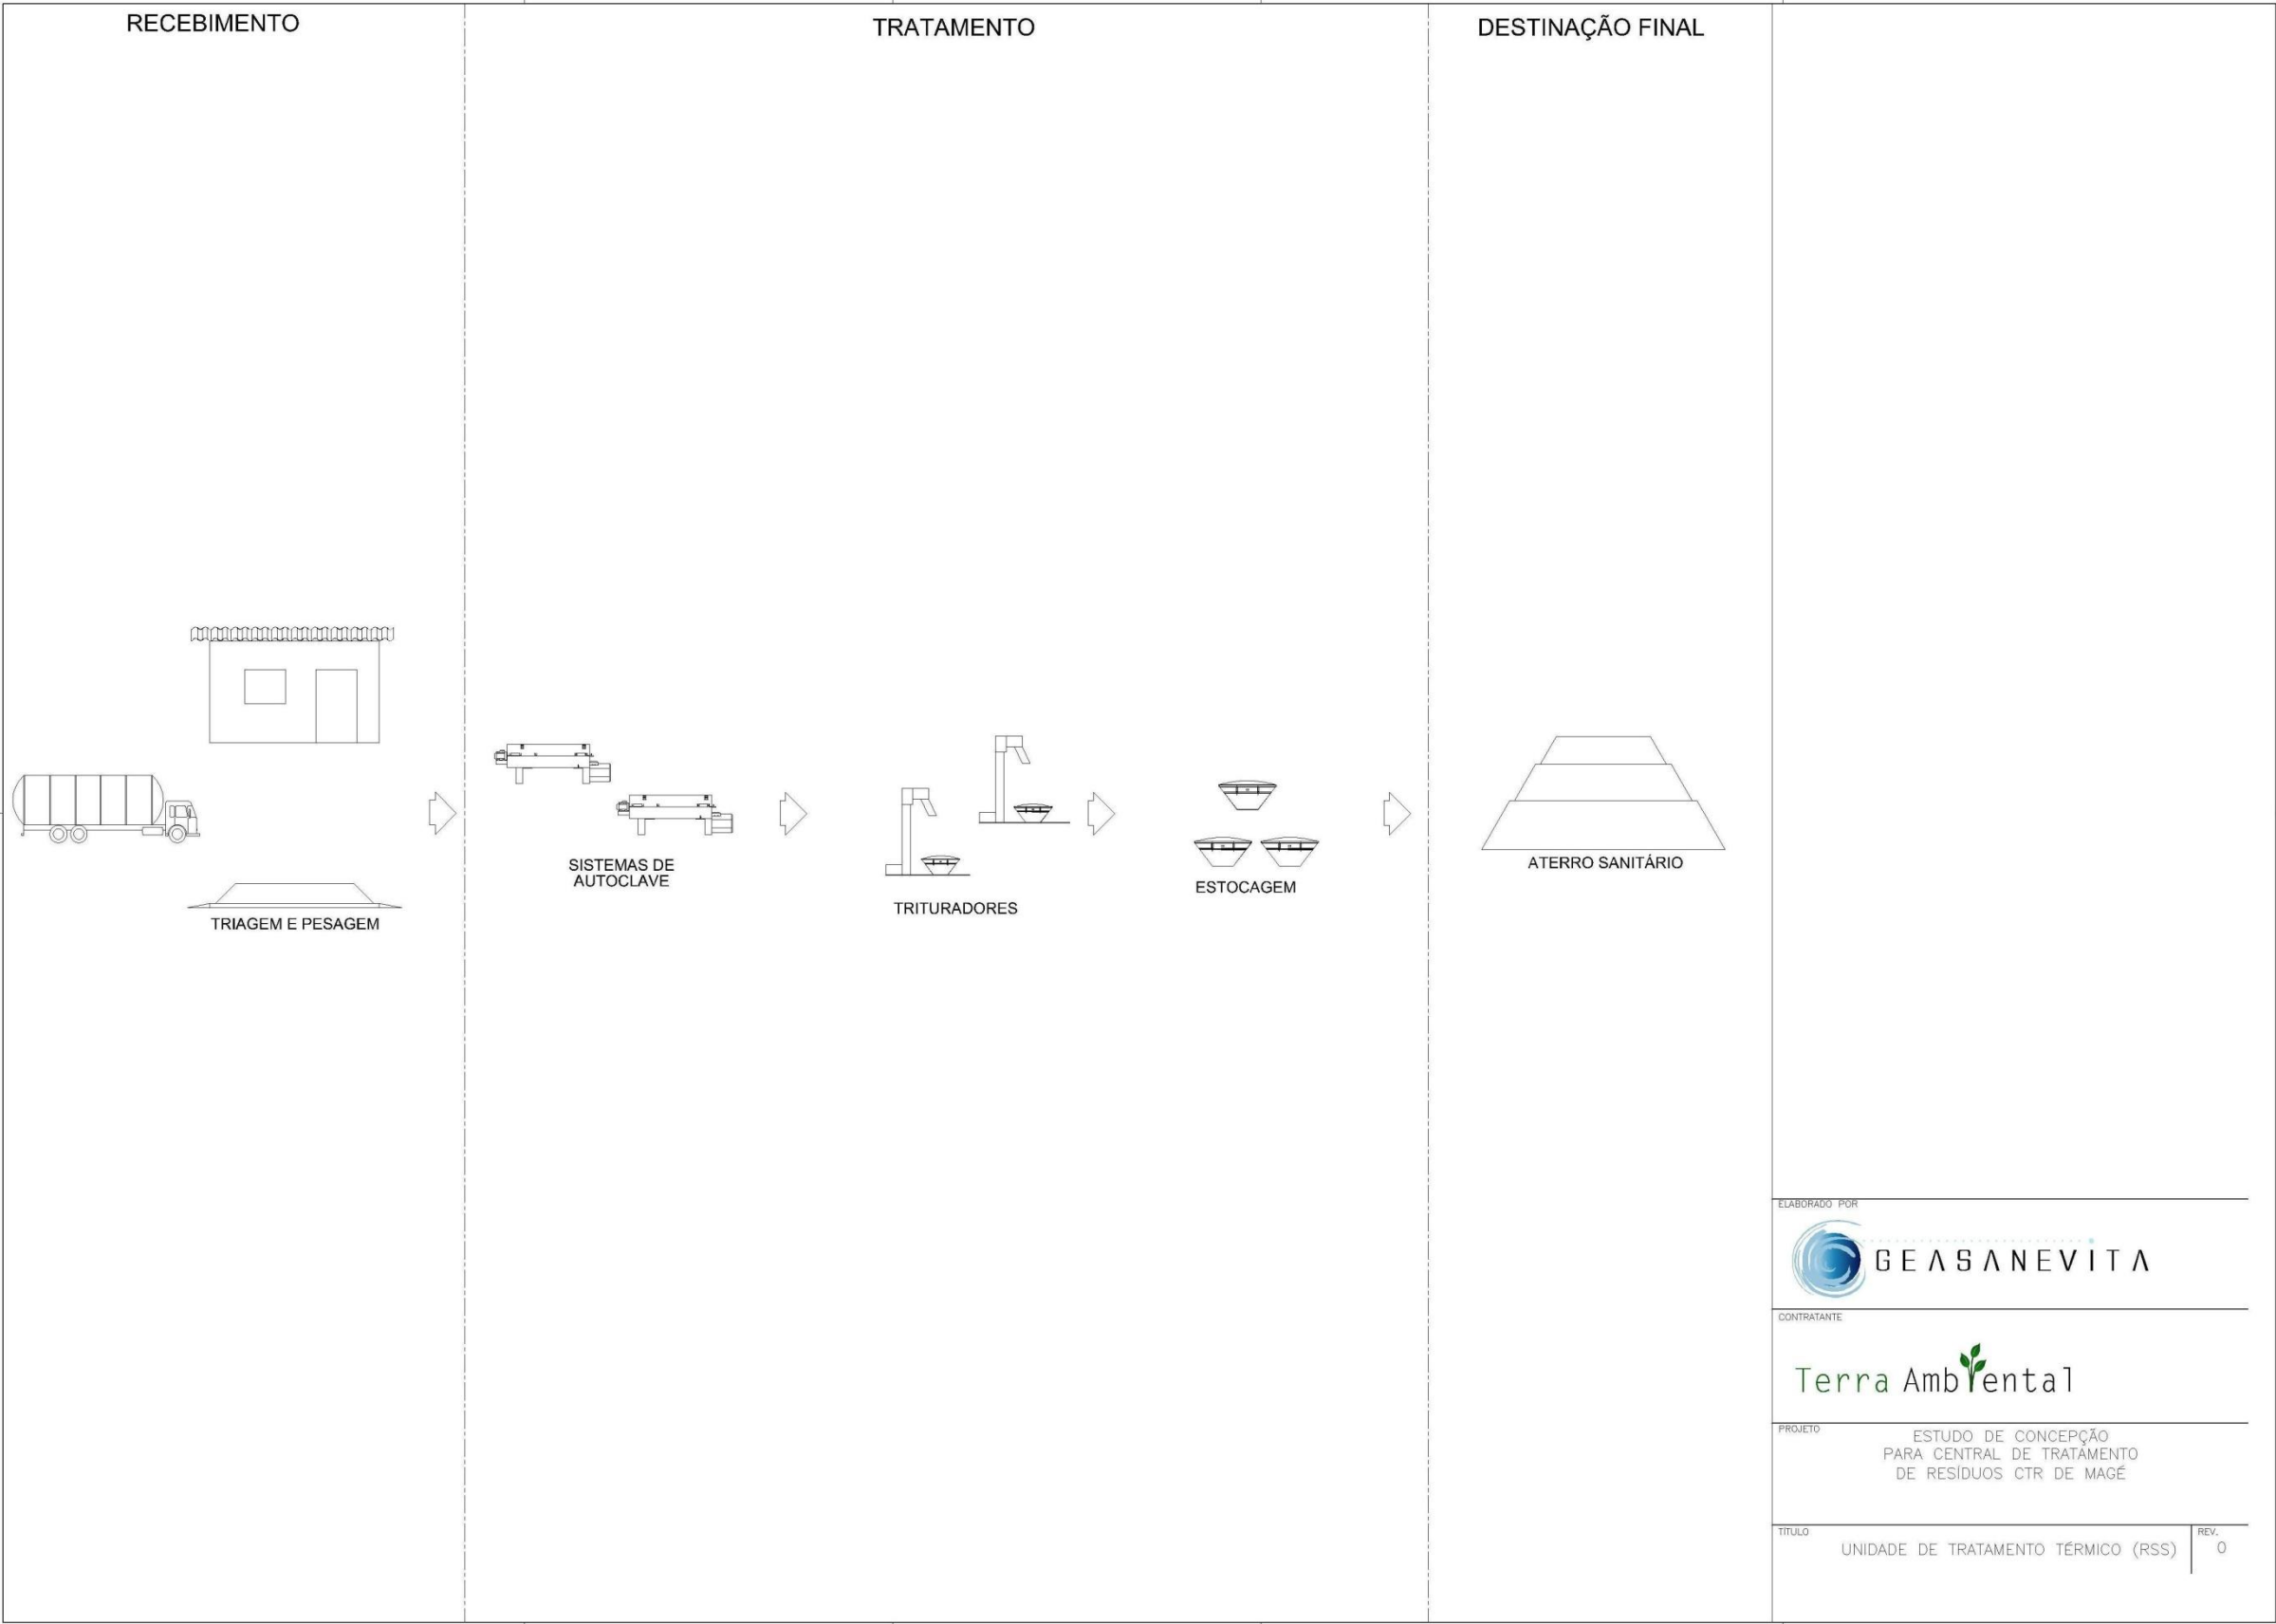 RECEBIMENTO
TRATAMENTO
DESTINAÇÃO FINAL
TRIAGEM E PESAGEM
SISTEMAS DE
AUTOCLAVE
TRITURADORES
ESTOCAGEM
ATERRO SANITÁRIO
ELABORADO POR
GEASANEVITA
CONTRATANTE
Terra Ambiental
PROJETO
ESTUDO DE CONCEPÇÃO
PARA CENTRAL DE TRATAMENTO
DE RESÍDUOS CTR DE MAGÉ
TÍTULO
UNIDADE DE TRATAMENTO TÉRMICO (RSS)
REV.
0